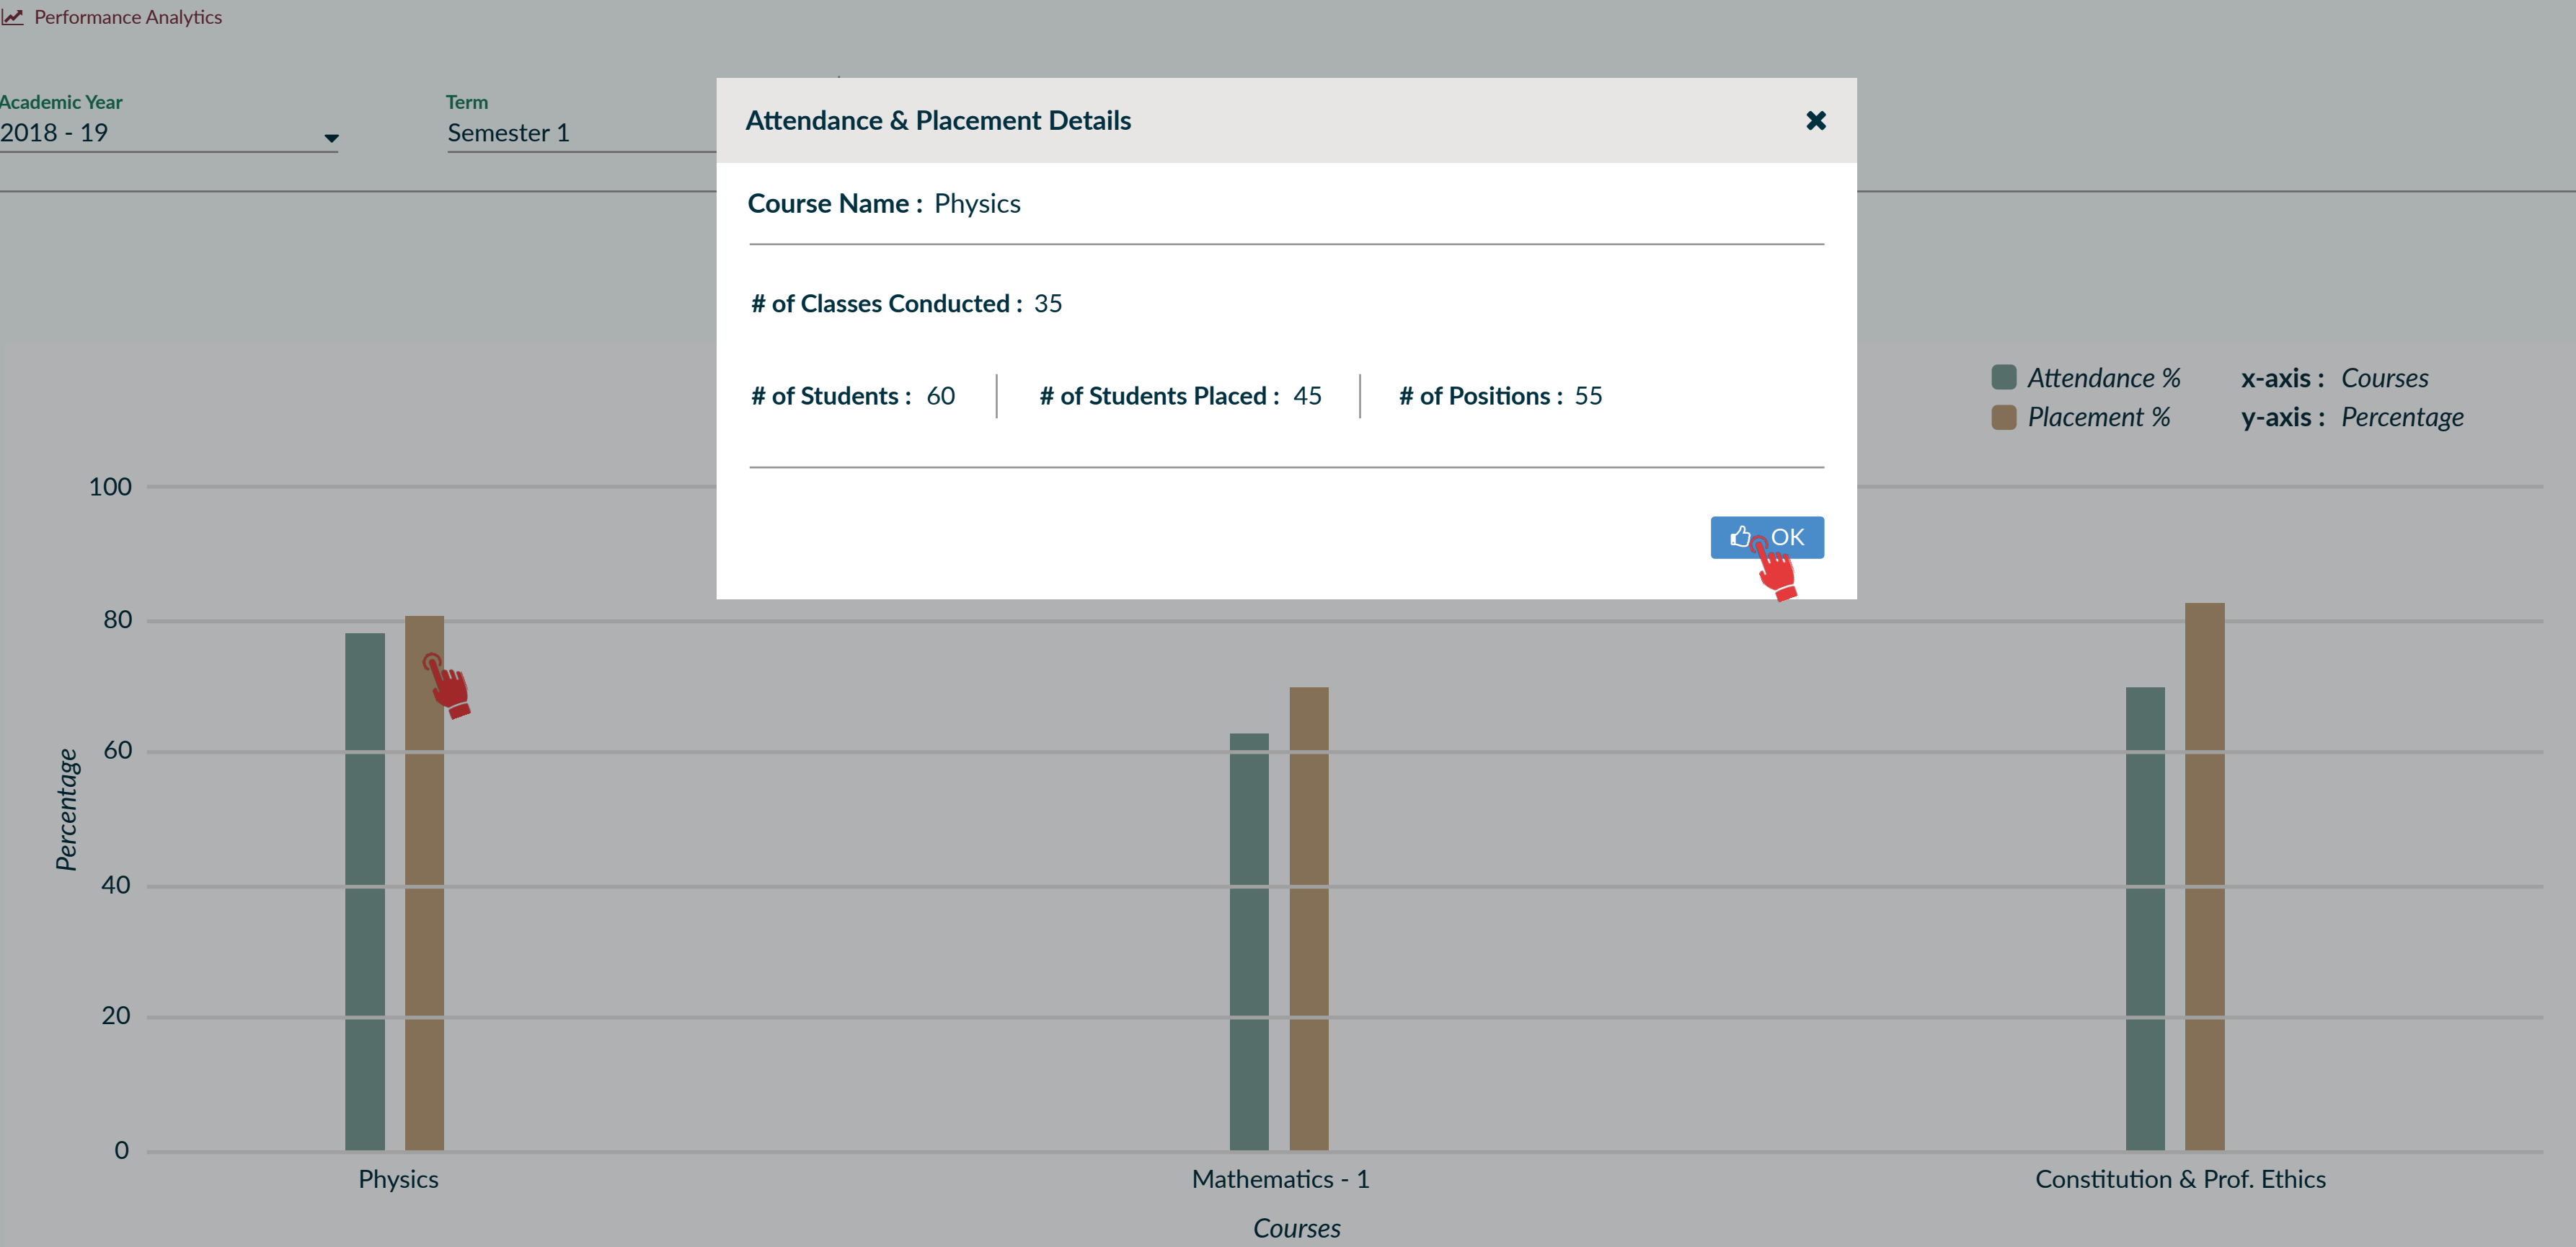 Performance Analytics
Academic Year
2018 - 19
Term
Semester 1
Attendance & Placement Details
Course Name : Physics
# of Classes Conducted : 35
# of Students : 60
# of Students Placed : 45
# of Positions : 55
OK
Attendance % x-axis : Courses
Placement % y-axis : Percentage
100
80
60
40
20
0
Percentage
Physics
Mathematics - 1
Constitution & Prof. Ethics
Courses